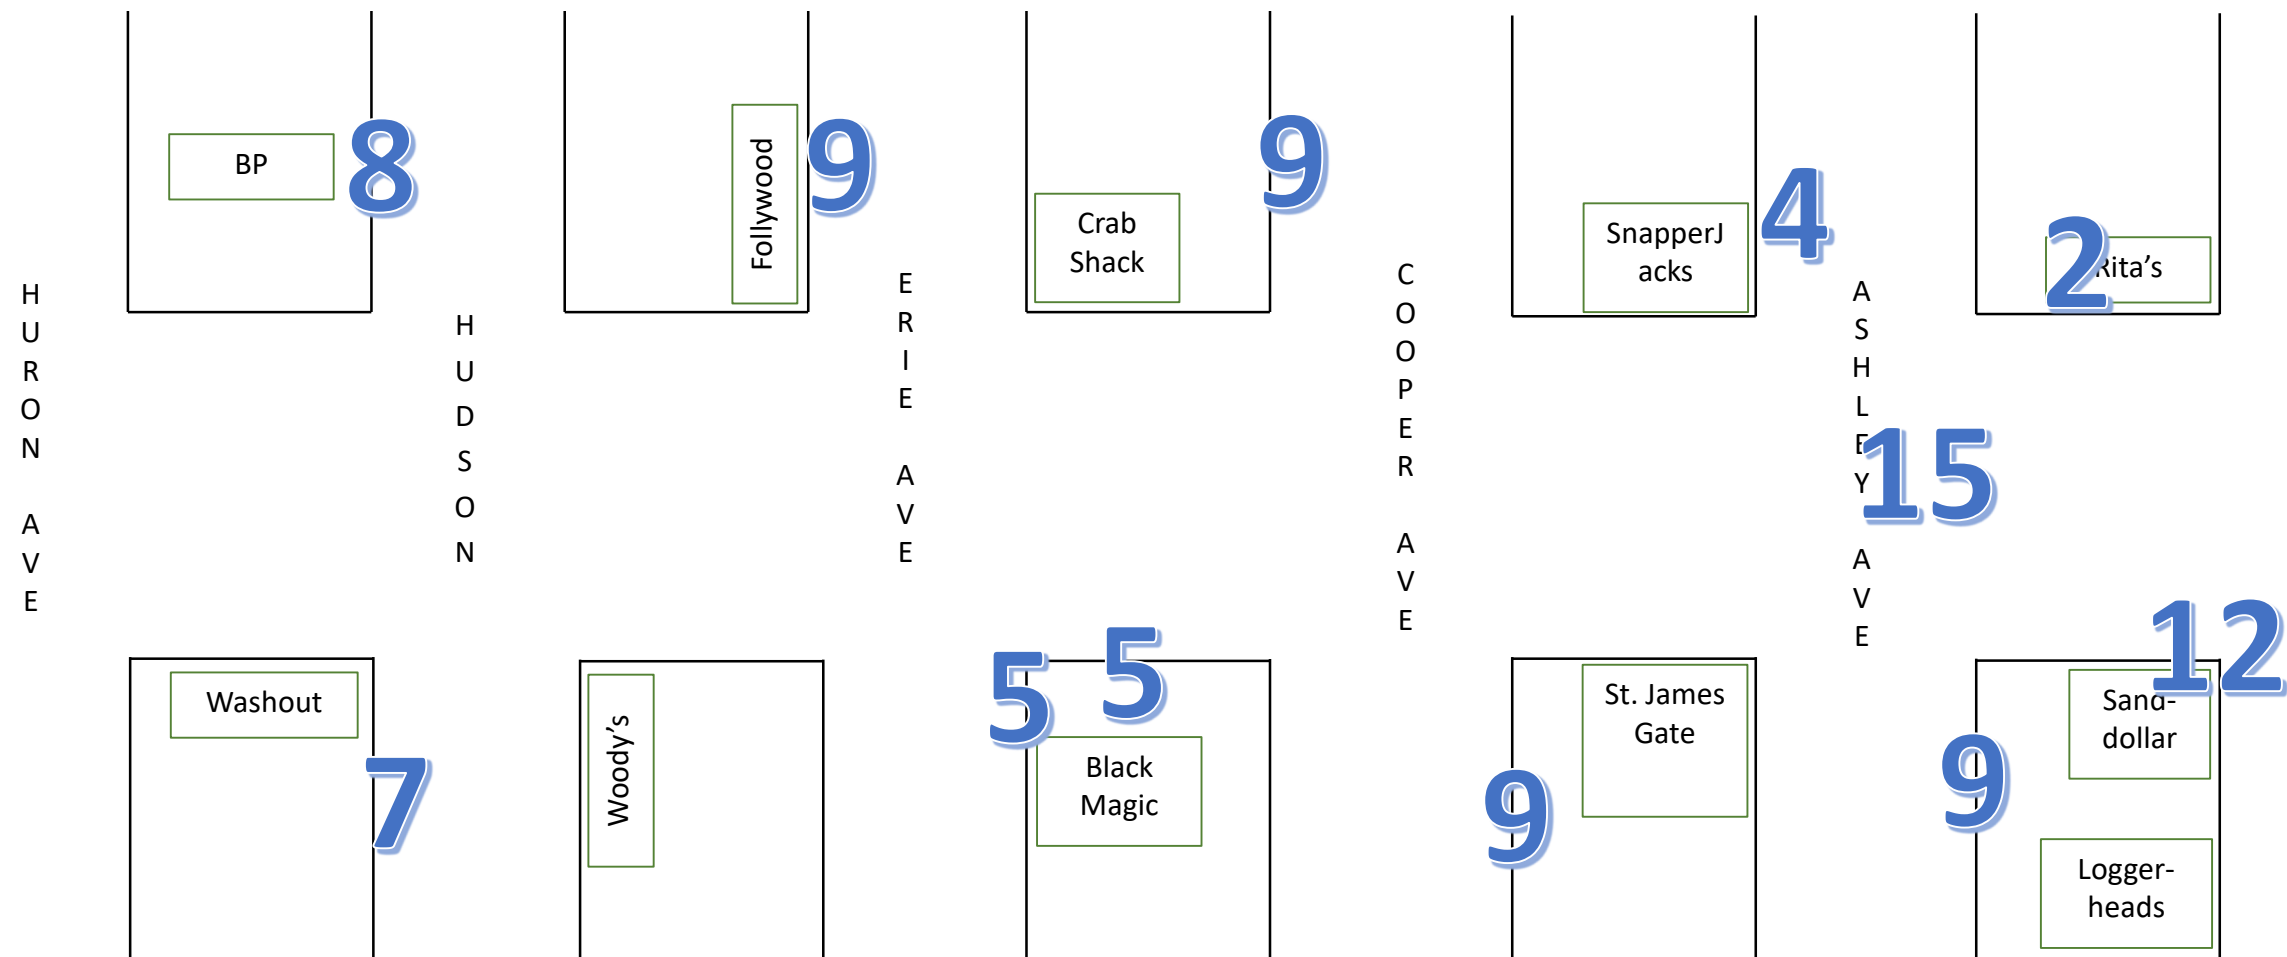 BP
8
Follywood
9
Crab
Shack
9
SnapperJ
acks
4
2
Rita's
HURON AVE
HUDSON
ERIE AVE
COOPER AVE
ASHLEY AVE
15
Washout
7
Woody's
5
5
Black
Magic
St. James
Gate
9
12
Sand-
dollar
9
Logger-
heads